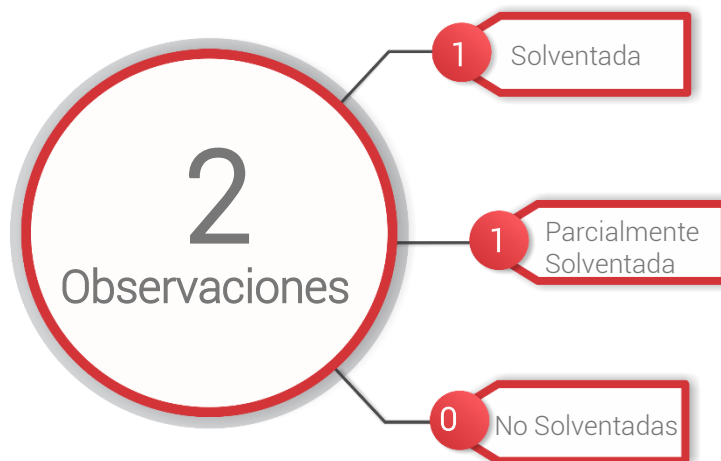 2
Observaciones
1
Solventada
1
Parcialmente
Solventada
0
No Solventadas